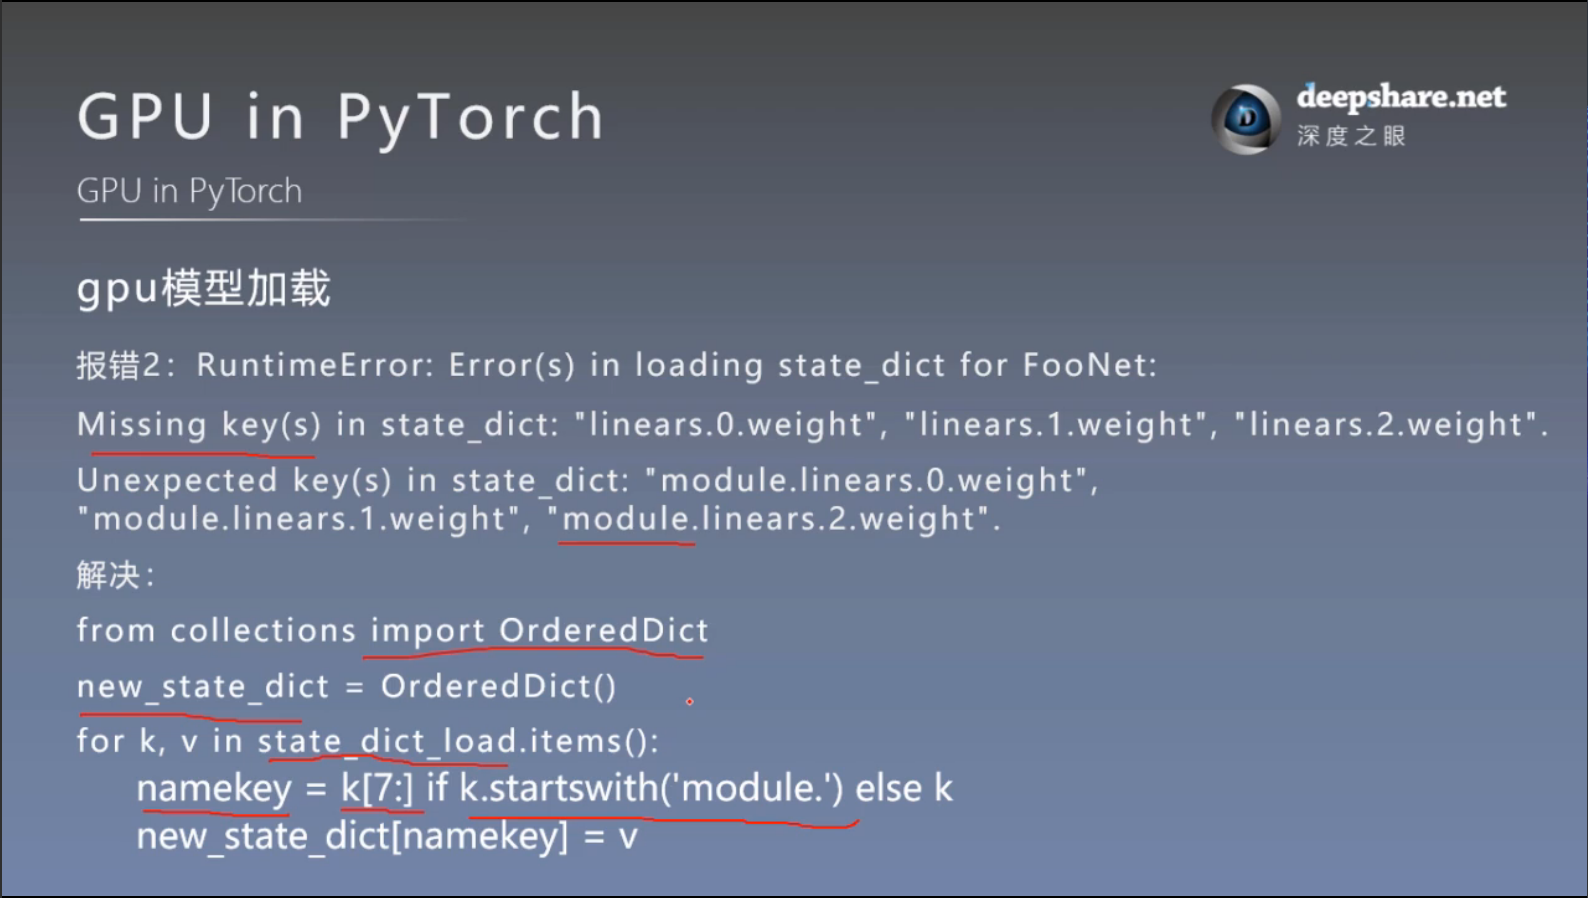 GPU in PyTorch
deepshare.net
深度之眼
GPU in PyTorch
gpu模型加载
报错2：RuntimeError: Error(s) in loading state_dict for FooNet:
Missing key(s) in state_dict: "linears.0.weight", "linears.1.weight", "linears.2.weight".
Unexpected key(s) in state_dict: "module.linears.0.weight",
"module.linears.1.weight", "module.linears.2.weight".
解决：
from collections import OrderedDict
new_state_dict = OrderedDict()
for k, v in state_dict_load.items():
namekey = k[7:] if k.startswith('module.') else k
new_state_dict[namekey] = v